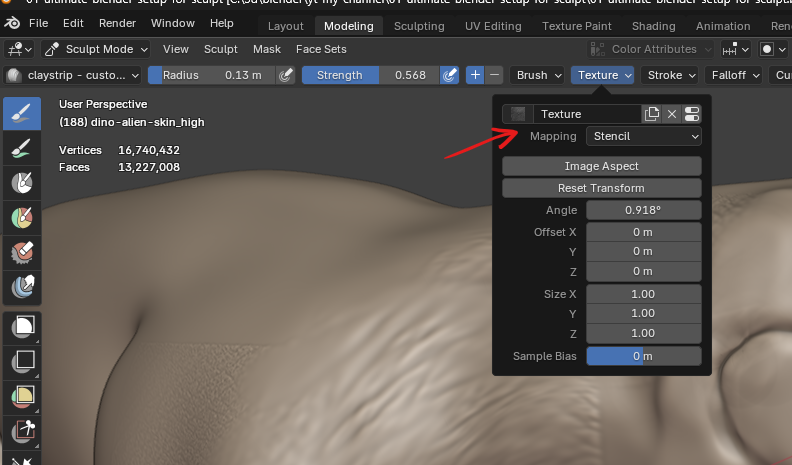 File Edit Render Window Help
Layout Modeling Sculpting UV Editing Texture Paint Shading Animation
Sculpt Mode View Sculpt Mask Face Sets Color Attributes
claystrip - custo... Radius 0.13 m Strength 0.568 + − Brush Texture Stroke Falloff Cu
User Perspective
(188) dino-alien-skin_high
Vertices 16,740,432
Faces 13,227,008
Texture
Mapping Stencil
Image Aspect
Reset Transform
Angle 0.918°
Offset X 0 m
Y 0 m
Z 0 m
Size X 1.00
Y 1.00
Z 1.00
Sample Bias 0 m